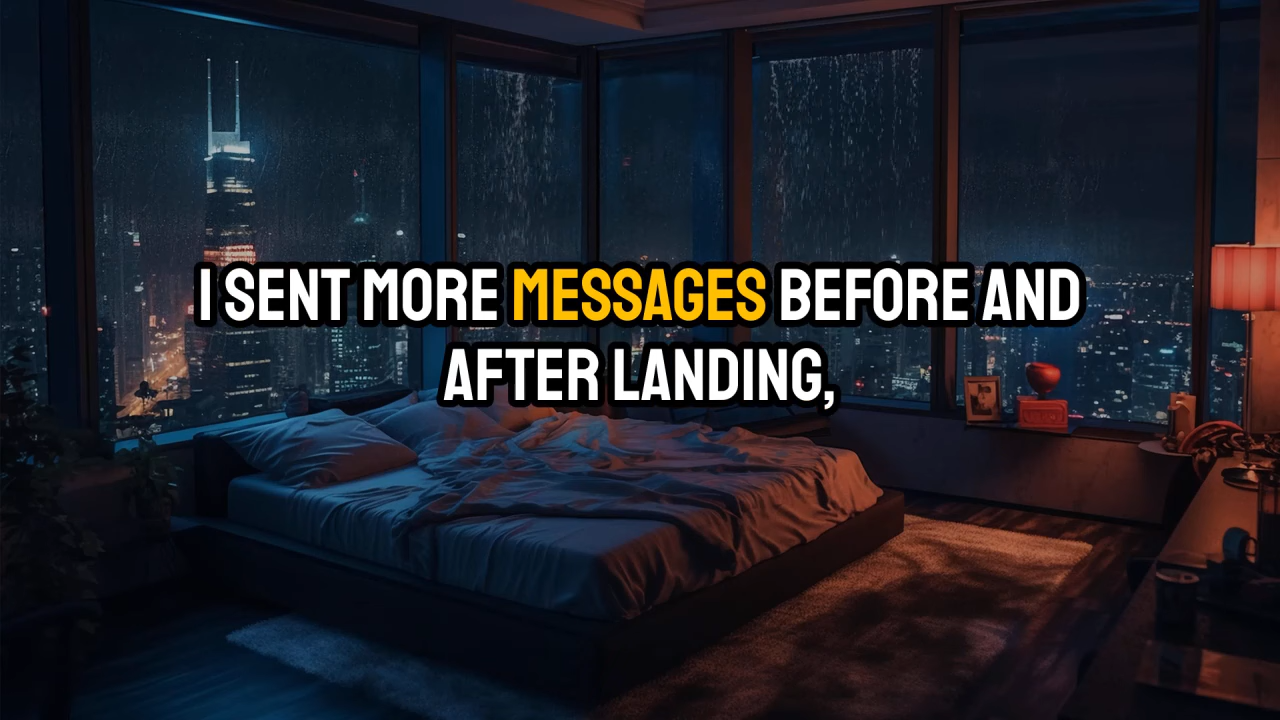 I SENT MORE MESSAGES BEFORE AND
AFTER LANDING,